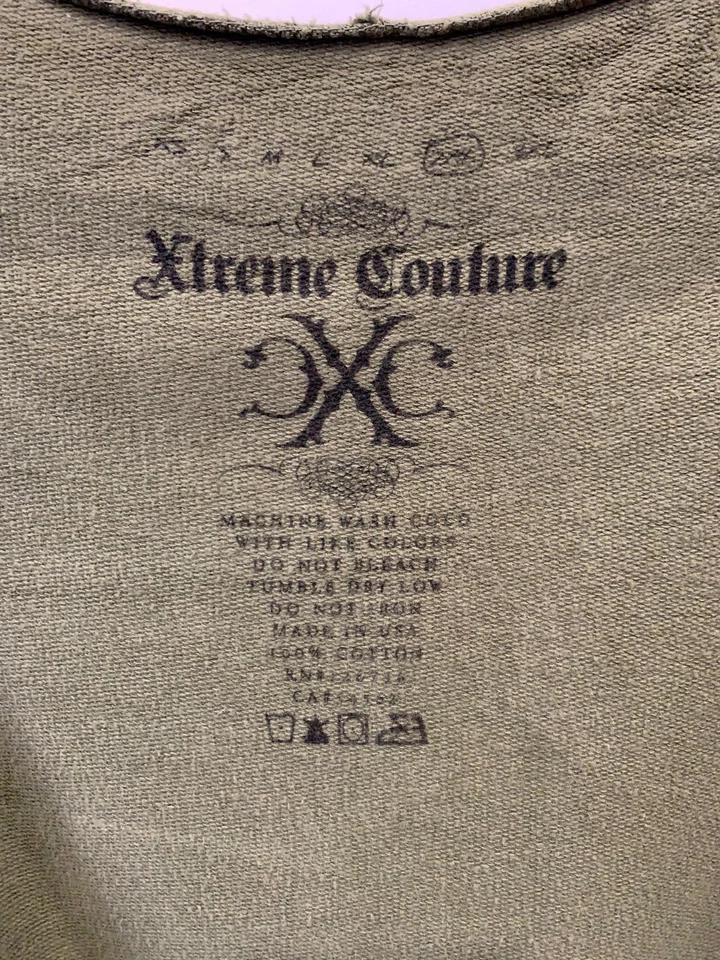 XS S M L XL 2XL
Xtreme Couture
MACHINE WASH COLD
WITH LIKE COLORS
DO NOT BLEACH
TUMBLE DRY LOW
DO NOT IRON
MADE IN USA
100% COTTON